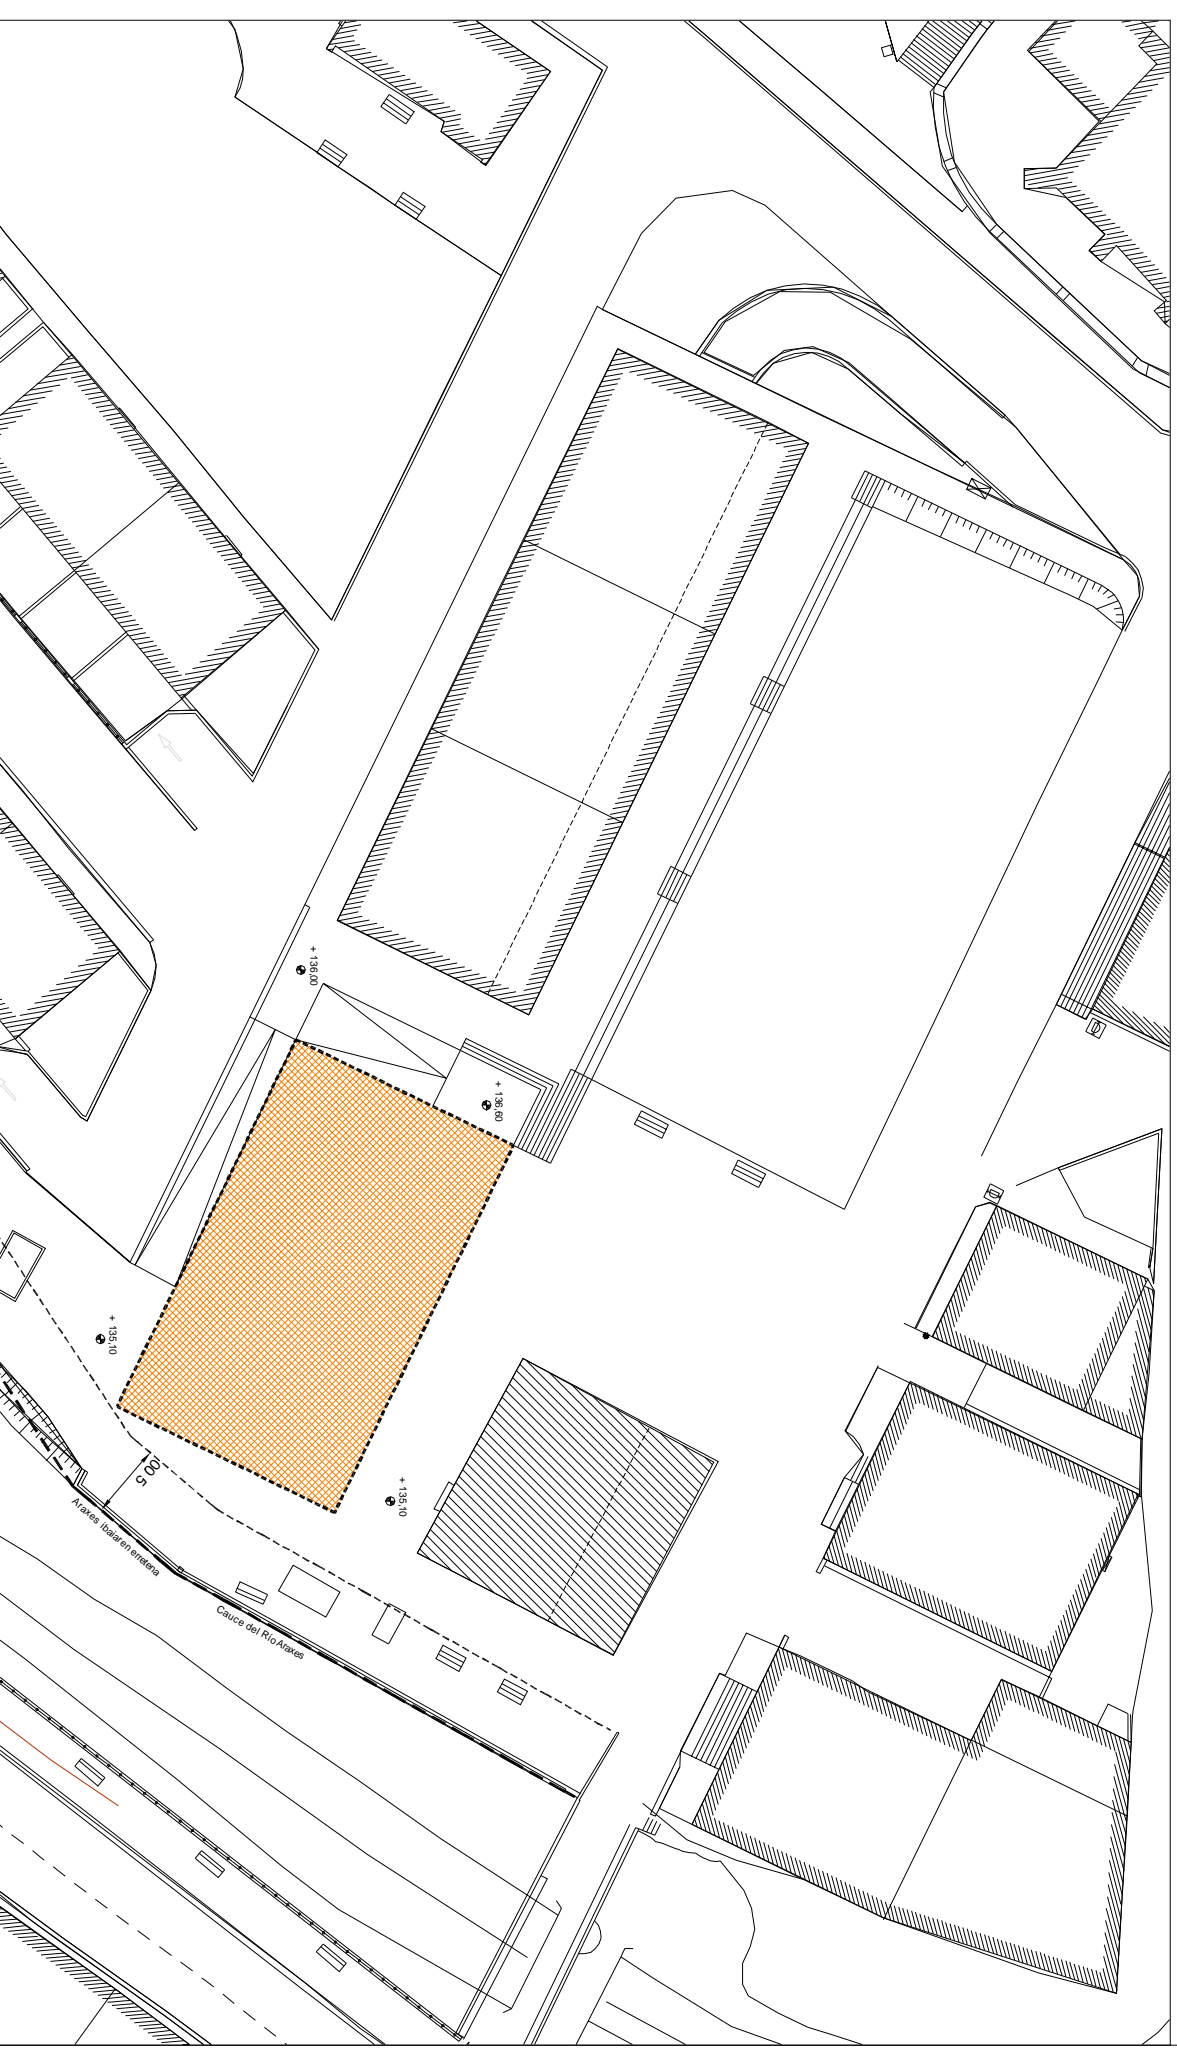 + 136,00
+ 136,60
+ 135,10
+ 135,10
5,00
Araxes ibaiaren erretena
Cauce del Río Araxes